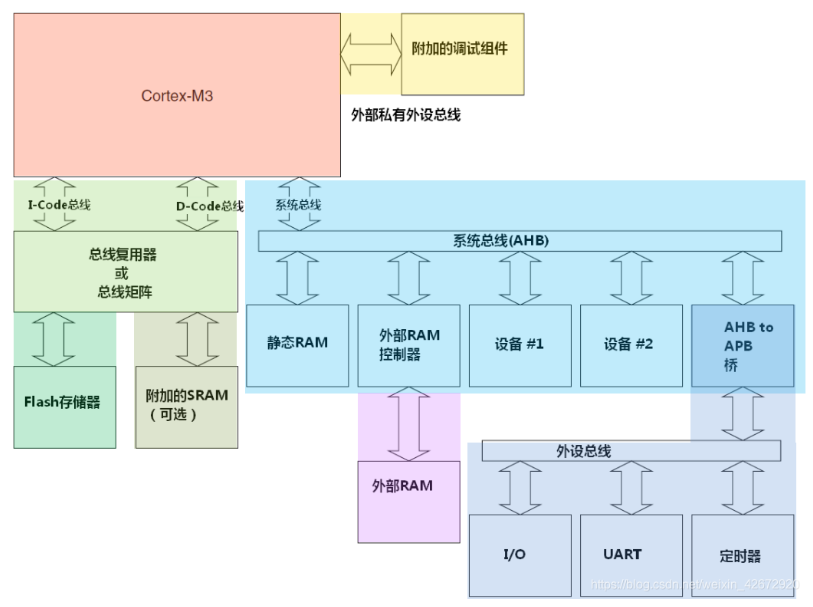 Cortex-M3
附加的调试组件
外部私有外设总线
I-Code总线
D-Code总线
系统总线
系统总线(AHB)
总线复用器
或
总线矩阵
静态RAM
外部RAM
控制器
设备 #1
设备 #2
AHB to
APB
桥
Flash存储器
附加的SRAM
（可选）
外设总线
外部RAM
I/O
UART
定时器
https://blog.csdn.net/weixin_42672920